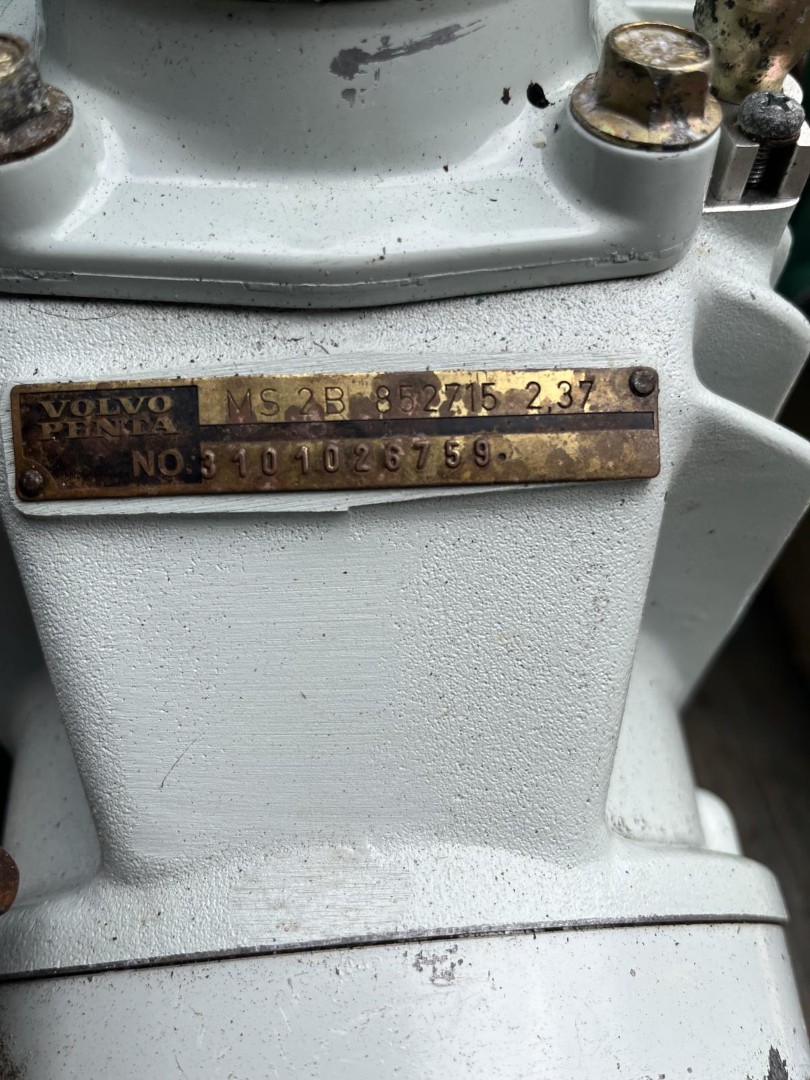 VOLVO
PENTA
MS 2B 852715 2,37
NO. 3101026759